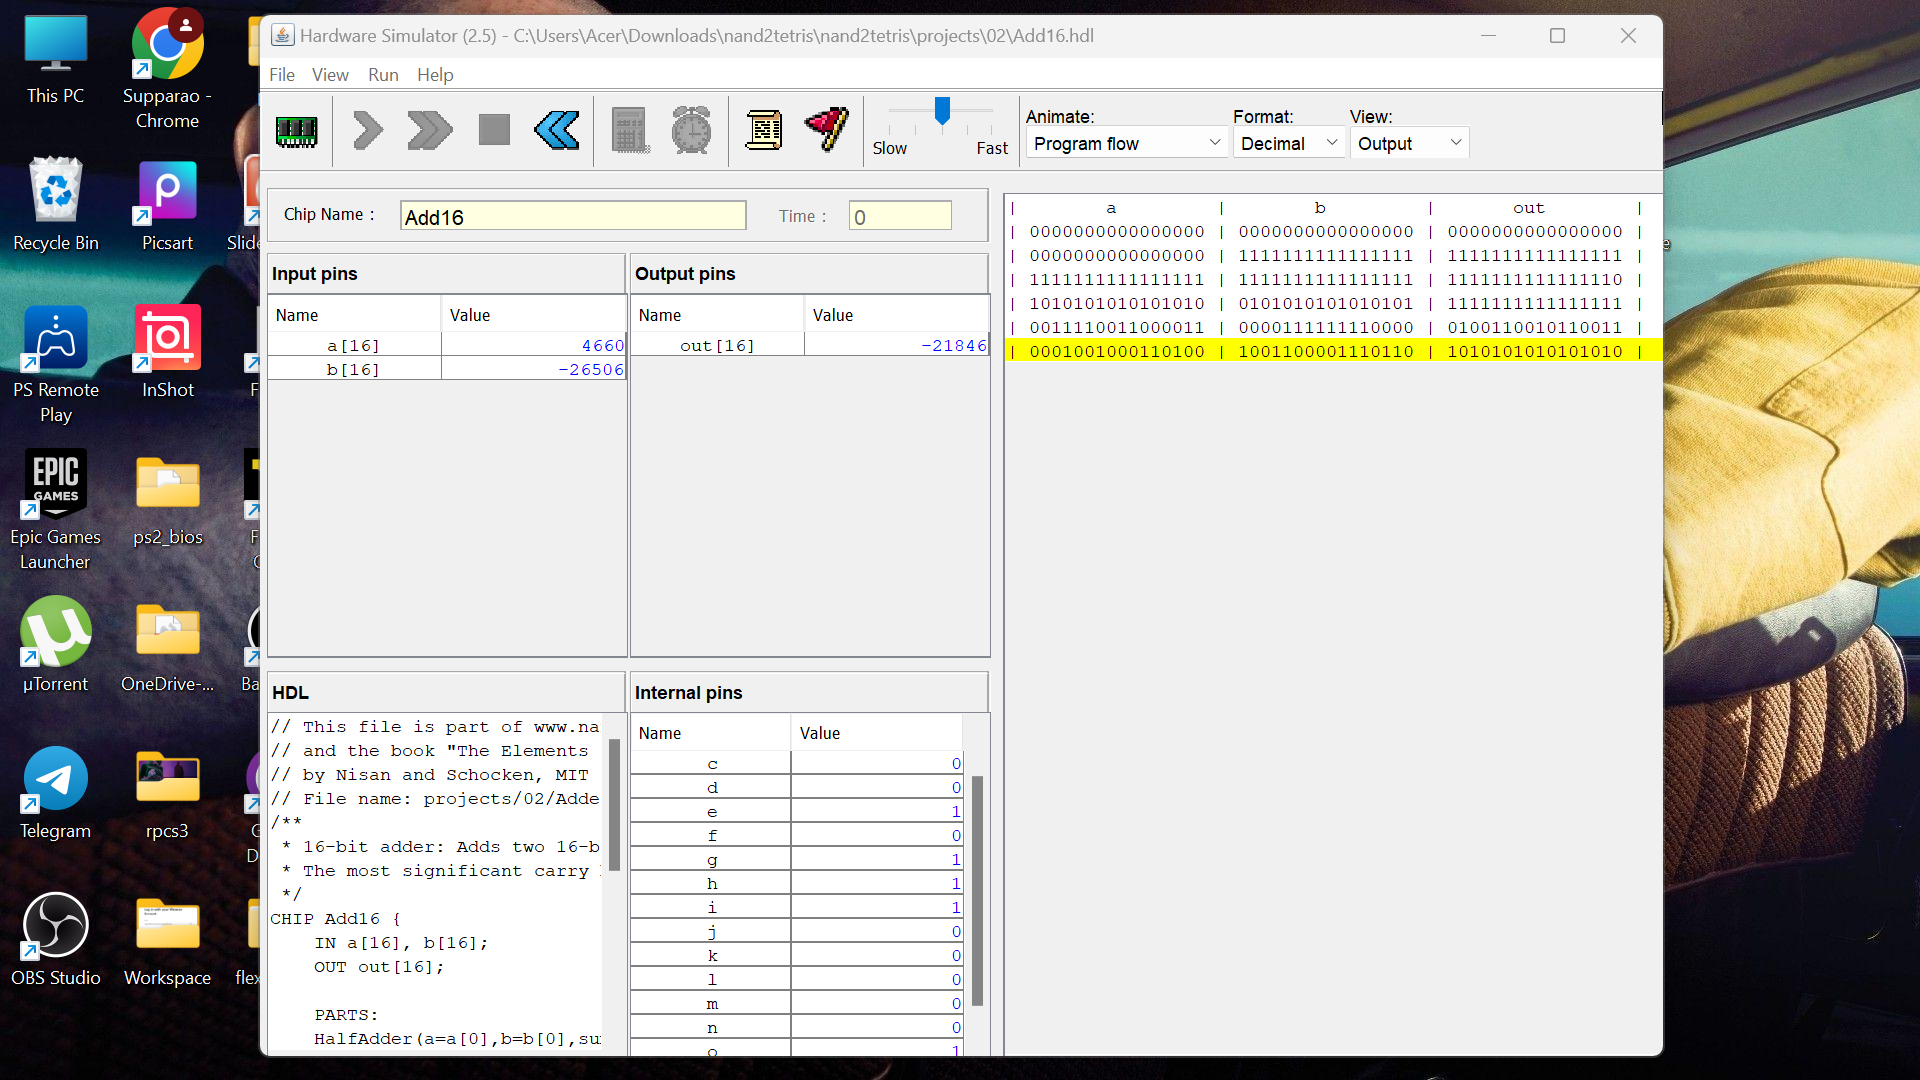 This PC
Supparao - Chrome
Recycle Bin
Picsart
Slide
PS Remote Play
InShot
EPIC GAMES
Epic Games Launcher
ps2_bios
µTorrent
OneDrive-...
Ba
Telegram
rpcs3
OBS Studio
Workspace
flex
Hardware Simulator (2.5) - C:\Users\Acer\Downloads\nand2tetris\nand2tetris\projects\02\Add16.hdl
File View Run Help
Slow Fast
Animate: Format: View:
Program flow Decimal Output
Chip Name : Add16 Time : 0
Input pins
Name Value
a[16] 4660
b[16] -26506
Output pins
Name Value
out[16] -21846
HDL
// This file is part of www.na
// and the book "The Elements
// by Nisan and Schocken, MIT
// File name: projects/02/Adde
/**
* 16-bit adder: Adds two 16-b
* The most significant carry
*/
CHIP Add16 {
IN a[16], b[16];
OUT out[16];
PARTS:
HalfAdder(a=a[0],b=b[0],su
Internal pins
Name Value
c 0
d 0
e 1
f 0
g 1
h 1
i 1
j 0
k 0
l 0
m 0
n 0
o 1
| a | b | out |
| 0000000000000000 | 0000000000000000 | 0000000000000000 |
| 0000000000000000 | 1111111111111111 | 1111111111111111 |
| 1111111111111111 | 1111111111111111 | 1111111111111110 |
| 1010101010101010 | 0101010101010101 | 1111111111111111 |
| 0011110011000011 | 0000111111110000 | 0100110010110011 |
| 0001001000110100 | 1001100001110110 | 1010101010101010 |